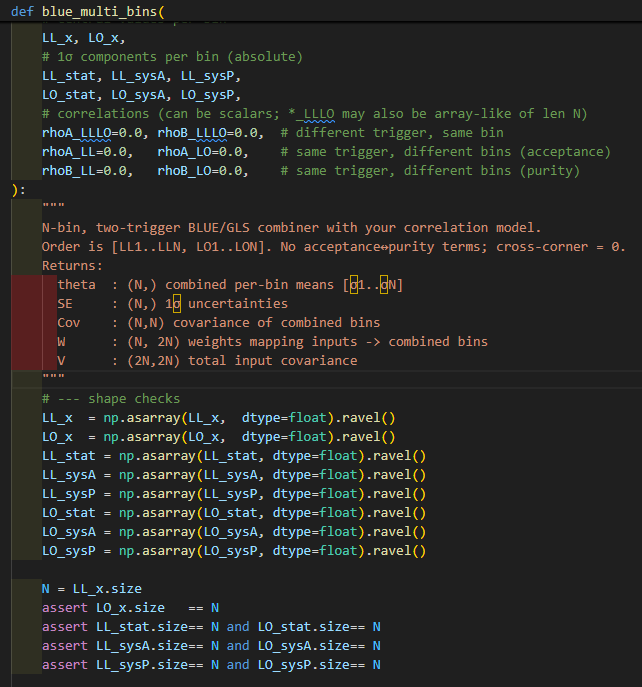 def blue_multi_bins(
    LL_x, LO_x,
    # 1σ components per bin (absolute)
    LL_stat, LL_sysA, LL_sysP,
    LO_stat, LO_sysA, LO_sysP,
    # correlations (can be scalars; *_LLLO may also be array-like of len N)
    rhoA_LLLO=0.0, rhoB_LLLO=0.0,  # different trigger, same bin
    rhoA_LL=0.0,   rhoA_LO=0.0,    # same trigger, different bins (acceptance)
    rhoB_LL=0.0,   rhoB_LO=0.0,    # same trigger, different bins (purity)
):
    """
    N-bin, two-trigger BLUE/GLS combiner with your correlation model.
    Order is [LL1..LLN, LO1..LON]. No acceptance↔purity terms; cross-corner = 0.
    Returns:
      theta  : (N,) combined per-bin means [σ1..σN]
      SE     : (N,) 1σ uncertainties
      Cov    : (N,N) covariance of combined bins
      W      : (N, 2N) weights mapping inputs -> combined bins
      V      : (2N,2N) total input covariance
    """
    # --- shape checks
    LL_x  = np.asarray(LL_x,  dtype=float).ravel()
    LO_x  = np.asarray(LO_x,  dtype=float).ravel()
    LL_stat = np.asarray(LL_stat, dtype=float).ravel()
    LL_sysA = np.asarray(LL_sysA, dtype=float).ravel()
    LL_sysP = np.asarray(LL_sysP, dtype=float).ravel()
    LO_stat = np.asarray(LO_stat, dtype=float).ravel()
    LO_sysA = np.asarray(LO_sysA, dtype=float).ravel()
    LO_sysP = np.asarray(LO_sysP, dtype=float).ravel()
    N = LL_x.size
    assert LO_x.size   == N
    assert LL_stat.size== N and LO_stat.size== N
    assert LL_sysA.size== N and LO_sysA.size== N
    assert LL_sysP.size== N and LO_sysP.size== N